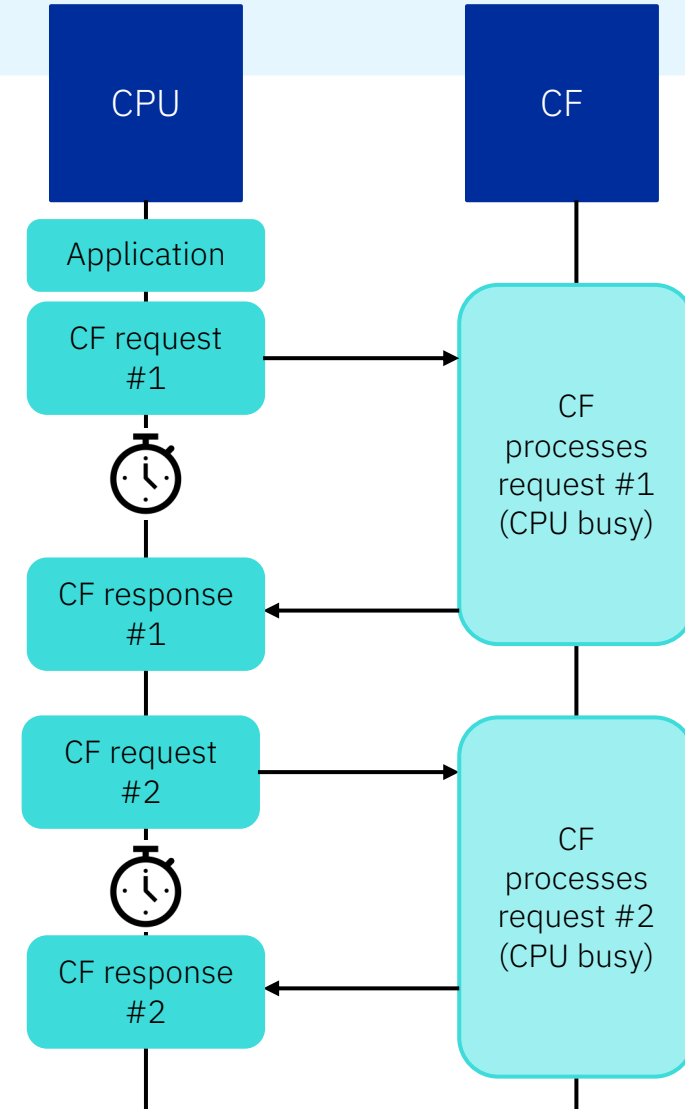 CPU
CF
Application
CF request
#1
CF
processes
request #1
(CPU busy)
CF response
#1
CF request
#2
CF
processes
request #2
(CPU busy)
CF response
#2